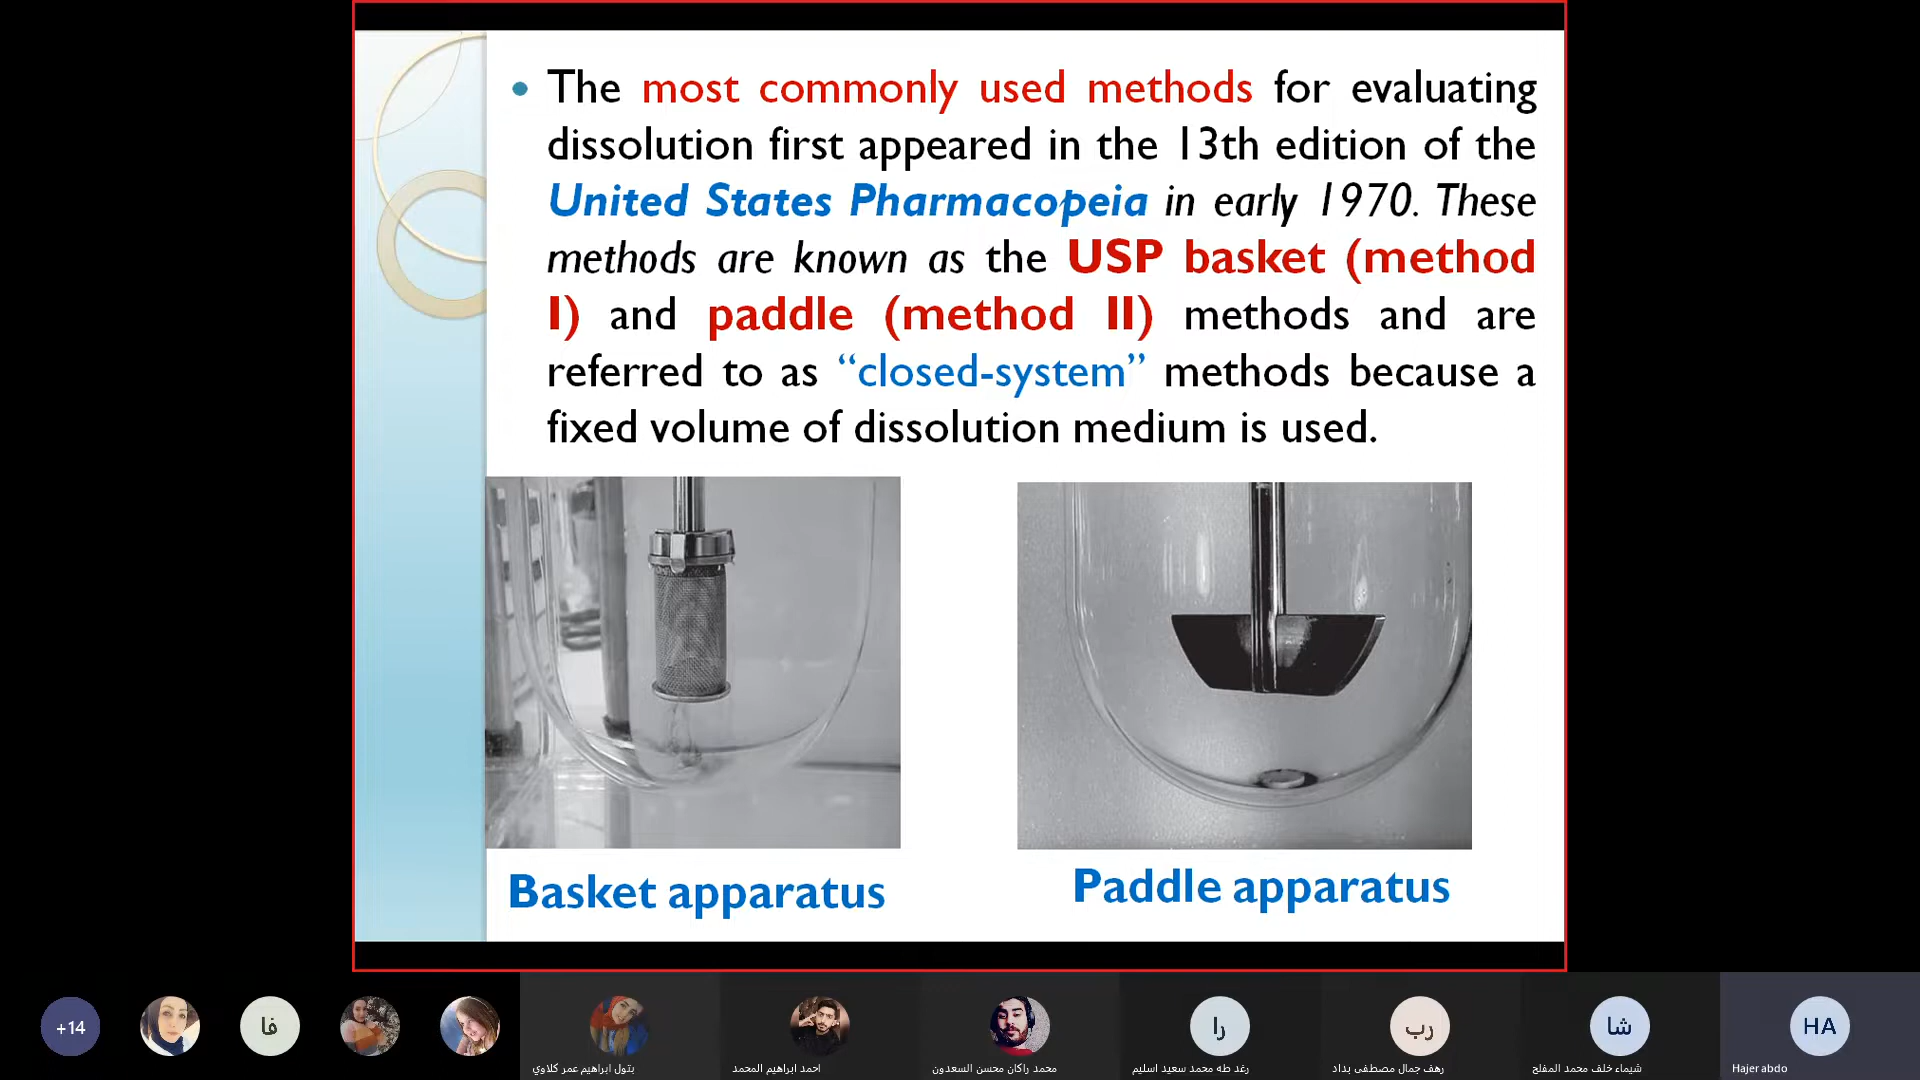 • The most commonly used methods for evaluating
dissolution first appeared in the 13th edition of the
United States Pharmacopeia in early 1970. These
methods are known as the USP basket (method
I) and paddle (method II) methods and are
referred to as “closed-system” methods because a
fixed volume of dissolution medium is used.
Basket apparatus
Paddle apparatus
+14
فا
را
رب
شا
HA
بتول ابراهيم عمر كلاوي
احمد ابراهيم المحمد
محمد راكان محسن السعدون
رغد طه محمد سعيد اسليم
رهف جمال مصطفى بداد
شيماء خلف محمد المفلح
Hajer abdo